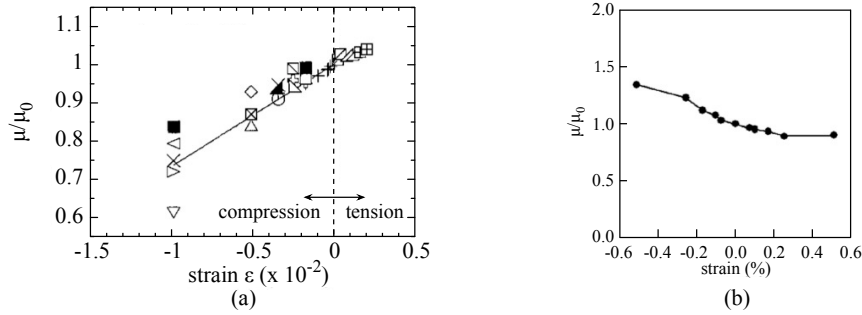 1.1
1
0.9
0.8
0.7
0.6
μ/μ0
compression
tension
-1.5
-1
-0.5
0
0.5
strain ε (x 10-2)
(a)
2.0
1.5
1.0
0.5
0.0
μ/μ0
-0.6
-0.4
-0.2
0.0
0.2
0.4
0.6
strain (%)
(b)